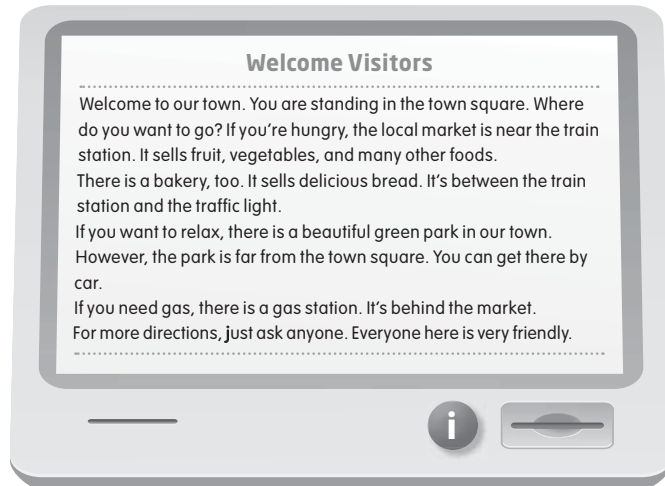 Welcome Visitors
Welcome to our town. You are standing in the town square. Where
do you want to go? If you're hungry, the local market is near the train
station. It sells fruit, vegetables, and many other foods.
There is a bakery, too. It sells delicious bread. It's between the train
station and the traffic light.
If you want to relax, there is a beautiful green park in our town.
However, the park is far from the town square. You can get there by
car.
If you need gas, there is a gas station. It's behind the market.
For more directions, just ask anyone. Everyone here is very friendly.
i